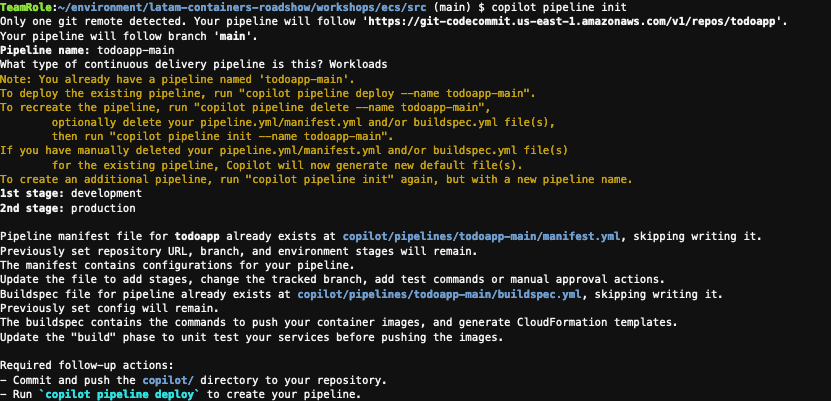 TeamRole:~/environment/latam-containers-roadshow/workshops/ecs/src (main) $ copilot pipeline init
Only one git remote detected. Your pipeline will follow 'https://git-codecommit.us-east-1.amazonaws.com/v1/repos/todoapp'.
Your pipeline will follow branch 'main'.
Pipeline name: todoapp-main
What type of continuous delivery pipeline is this? Workloads
Note: You already have a pipeline named 'todoapp-main'.
To deploy the existing pipeline, run "copilot pipeline deploy --name todoapp-main".
To recreate the pipeline, run "copilot pipeline delete --name todoapp-main",
optionally delete your pipeline.yml/manifest.yml and/or buildspec.yml file(s),
then run "copilot pipeline init --name todoapp-main".
If you have manually deleted your pipeline.yml/manifest.yml and/or buildspec.yml file(s)
for the existing pipeline, Copilot will now generate new default file(s).
To create an additional pipeline, run "copilot pipeline init" again, but with a new pipeline name.
1st stage: development
2nd stage: production
Pipeline manifest file for todoapp already exists at copilot/pipelines/todoapp-main/manifest.yml, skipping writing it.
Previously set repository URL, branch, and environment stages will remain.
The manifest contains configurations for your pipeline.
Update the file to add stages, change the tracked branch, add test commands or manual approval actions.
Buildspec file for pipeline already exists at copilot/pipelines/todoapp-main/buildspec.yml, skipping writing it.
Previously set config will remain.
The buildspec contains the commands to push your container images, and generate CloudFormation templates.
Update the "build" phase to unit test your services before pushing the images.
Required follow-up actions:
- Commit and push the copilot/ directory to your repository.
- Run `copilot pipeline deploy` to create your pipeline.